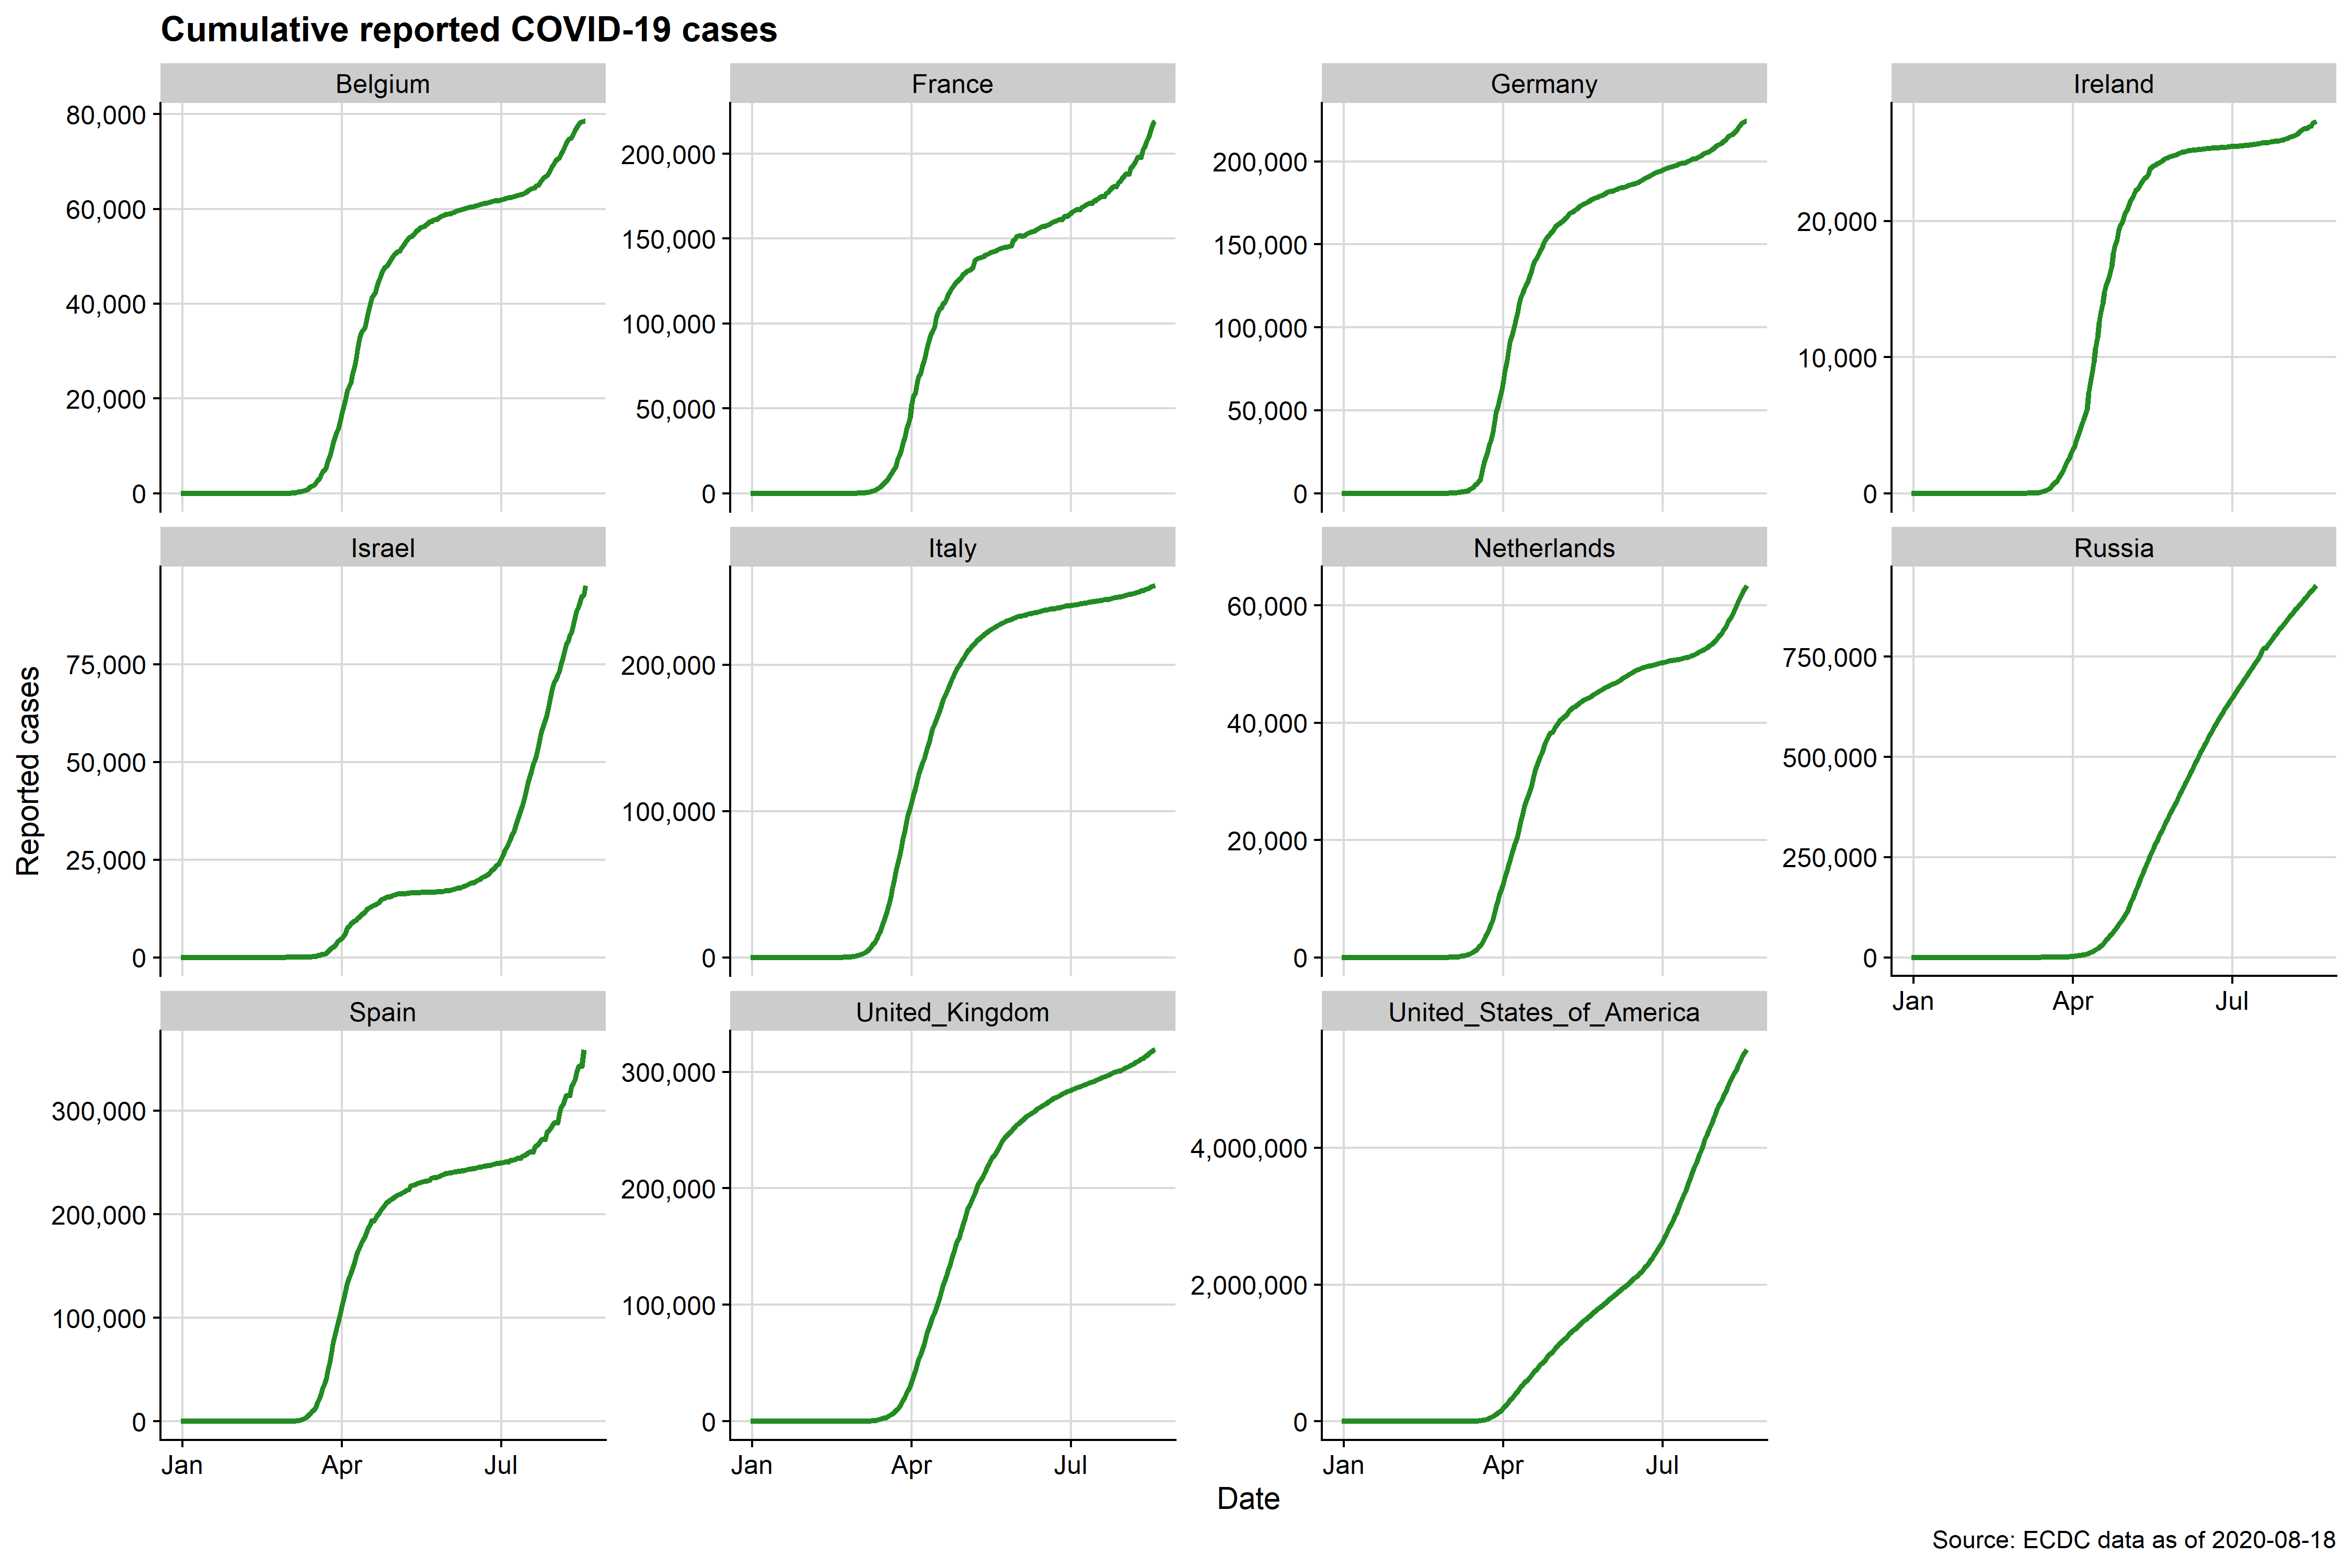 Cumulative reported COVID-19 cases
Belgium
France
Germany
Ireland
80,000
60,000
40,000
20,000
0
200,000
150,000
100,000
50,000
0
200,000
150,000
100,000
50,000
0
20,000
10,000
0
Israel
Italy
Netherlands
Russia
75,000
50,000
25,000
0
200,000
100,000
0
60,000
40,000
20,000
0
750,000
500,000
250,000
0
Jan Apr Jul
Reported cases
Spain
United_Kingdom
United_States_of_America
300,000
200,000
100,000
0
300,000
200,000
100,000
0
4,000,000
2,000,000
0
Jan Apr Jul
Jan Apr Jul
Jan Apr Jul
Date
Source: ECDC data as of 2020-08-18